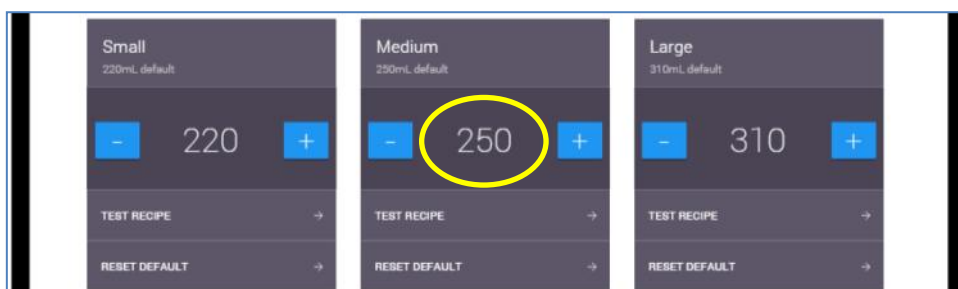 Small
220mL default
-
220
+
TEST RECIPE →
RESET DEFAULT →
Medium
250mL default
-
250
+
TEST RECIPE →
RESET DEFAULT →
Large
310mL default
-
310
+
TEST RECIPE →
RESET DEFAULT →